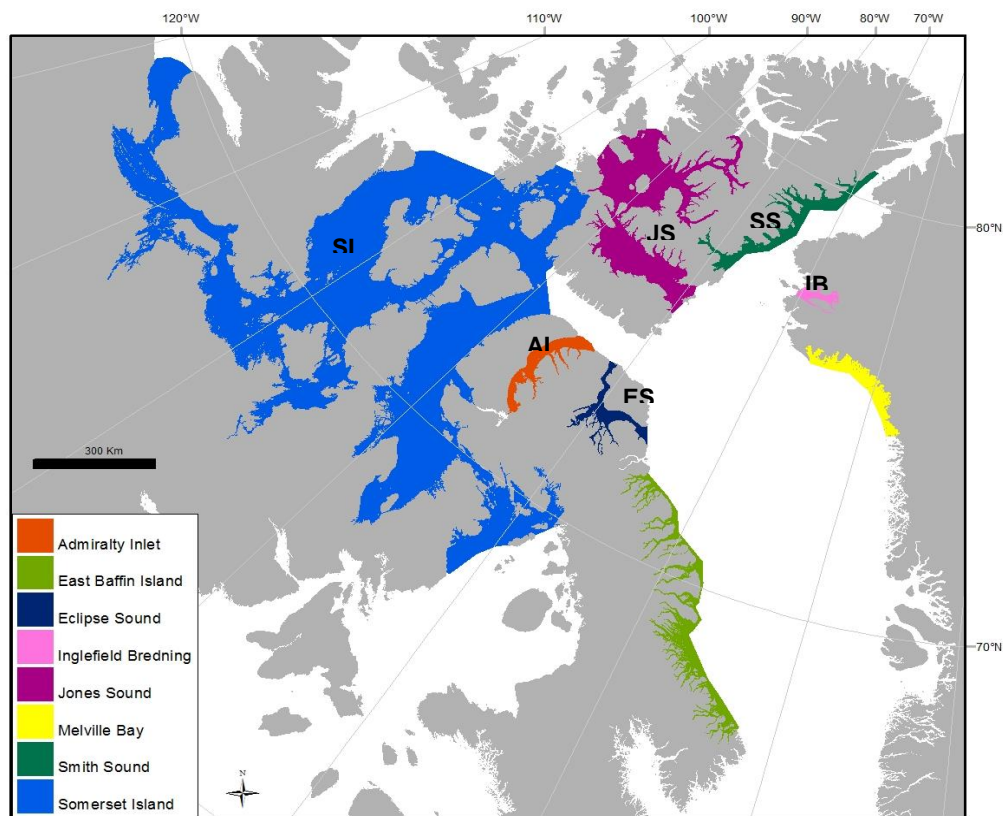 120°W 110°W 100°W 90°W 80°W 70°W
SI
JS
SS
80°N
IB
AI
ES
300 Km
Admiralty Inlet
East Baffin Island
Eclipse Sound
Inglefield Bredning
Jones Sound
Melville Bay
Smith Sound
Somerset Island
70°N
N